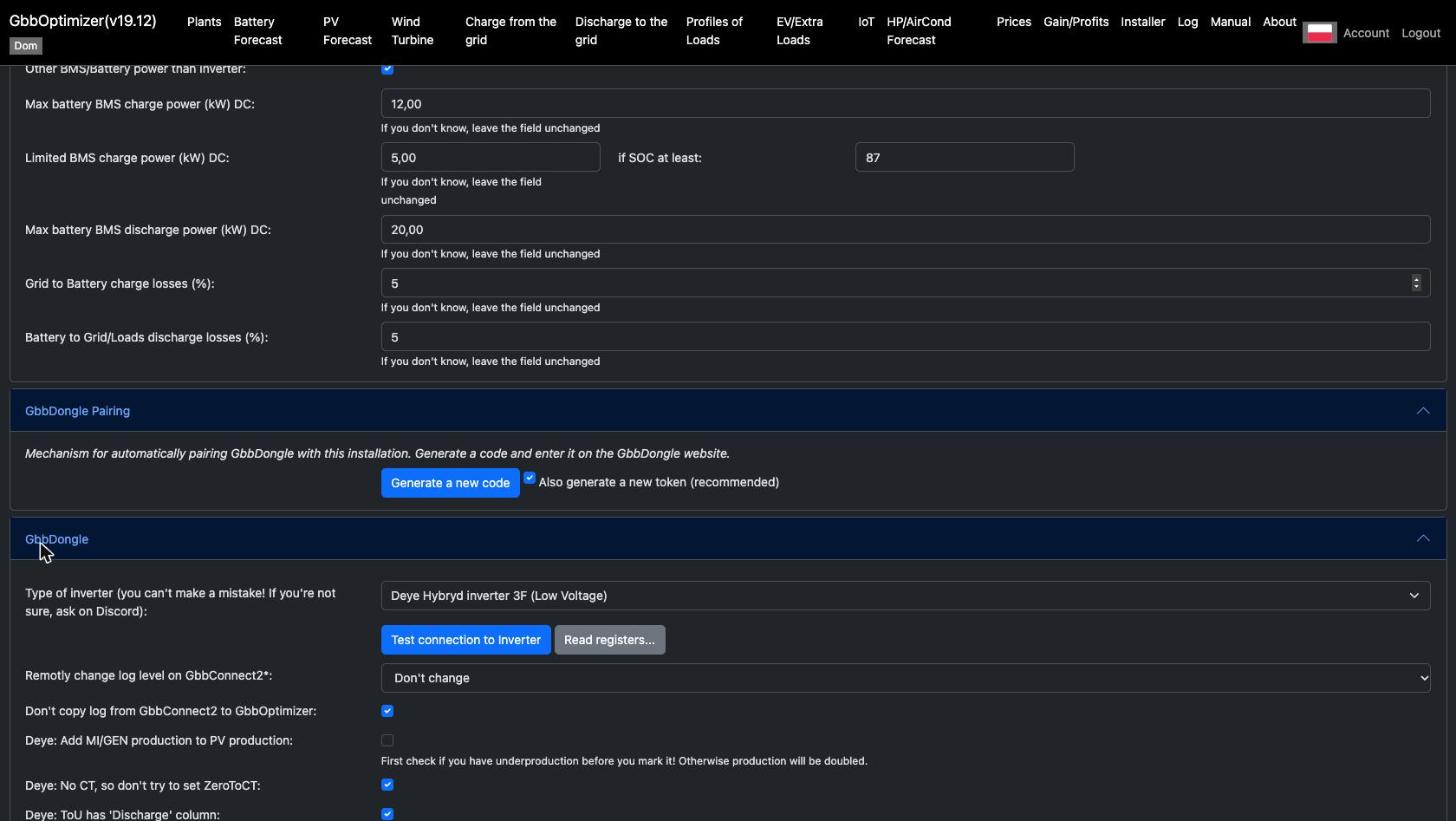 GbbOptimizer(v19.12)
Dom
Plants
Battery Forecast
PV Forecast
Wind Turbine
Charge from the grid
Discharge to the grid
Profiles of Loads
EV/Extra Loads
IoT
HP/AirCond Forecast
Prices
Gain/Profits
Installer
Log
Manual
About
Account
Logout
Other BMS/Battery power than Inverter:
Max battery BMS charge power (kW) DC:
12,00
If you don't know, leave the field unchanged
Limited BMS charge power (kW) DC:
5,00
if SOC at least:
87
If you don't know, leave the field
unchanged
Max battery BMS discharge power (kW) DC:
20,00
If you don't know, leave the field unchanged
Grid to Battery charge losses (%):
5
If you don't know, leave the field unchanged
Battery to Grid/Loads discharge losses (%):
5
If you don't know, leave the field unchanged
GbbDongle Pairing
Mechanism for automatically pairing GbbDongle with this installation. Generate a code and enter it on the GbbDongle website.
Generate a new code
Also generate a new token (recommended)
GbbDongle
Type of inverter (you can't make a mistake! If you're not
sure, ask on Discord):
Deye Hybryd inverter 3F (Low Voltage)
Test connection to Inverter
Read registers...
Remotly change log level on GbbConnect2*:
Don't change
Don't copy log from GbbConnect2 to GbbOptimizer:
Deye: Add MI/GEN production to PV production:
First check if you have underproduction before you mark it! Otherwise production will be doubled.
Deye: No CT, so don't try to set ZeroToCT:
Deye: ToU has 'Discharge' column: